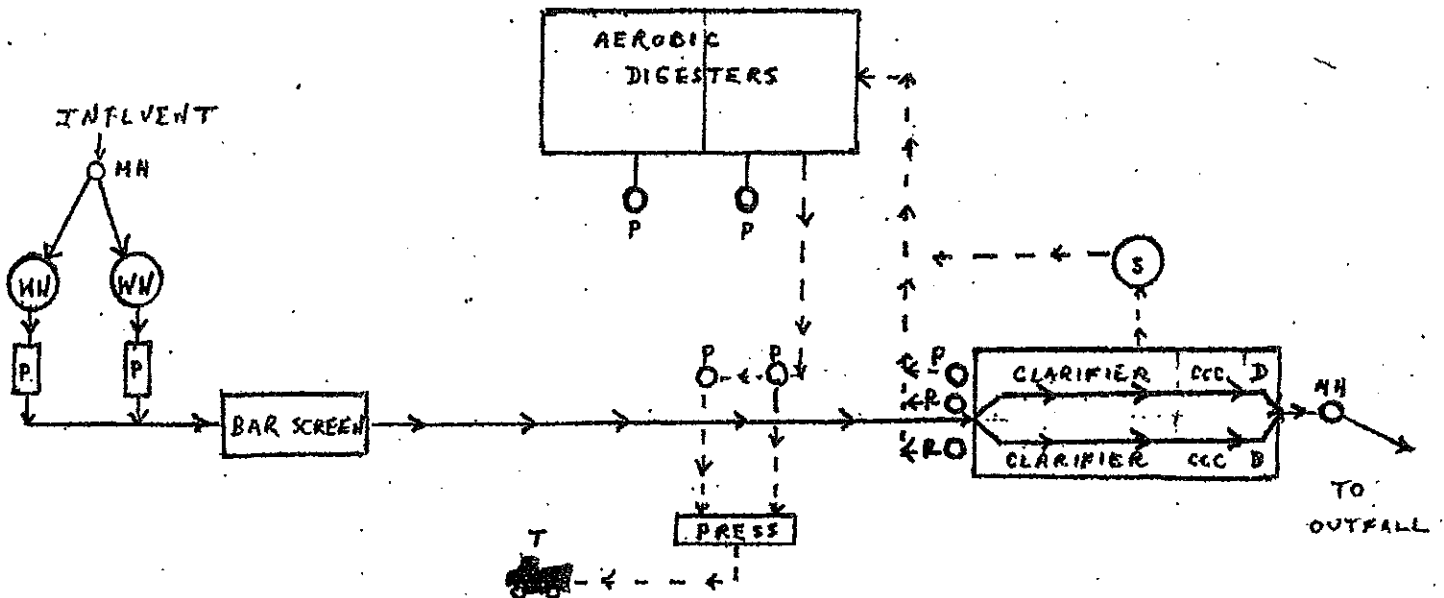 AEROBIC
DIGESTERS
INFLUENT
MH
WW
WW
P
P
P
P
S
BAR SCREEN
P
P
P
R
R
CLARIFIER CCC D
CLARIFIER CCC D
MH
TO
OUTFALL
PRESS
T